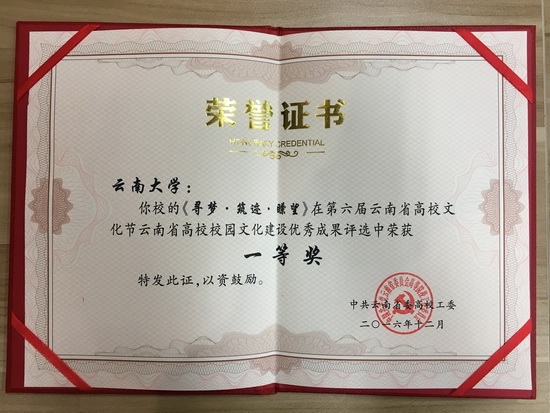 荣誉证书
HONORARY CREDENTIAL
云南大学：
你校的《寻梦·筑迹·瞻望》在第六届云南省高校文
化节云南省高校校园文化建设优秀成果评选中荣获
一等奖
特发此证，以资鼓励。
中共云南省委高校工委
二〇一六年十二月